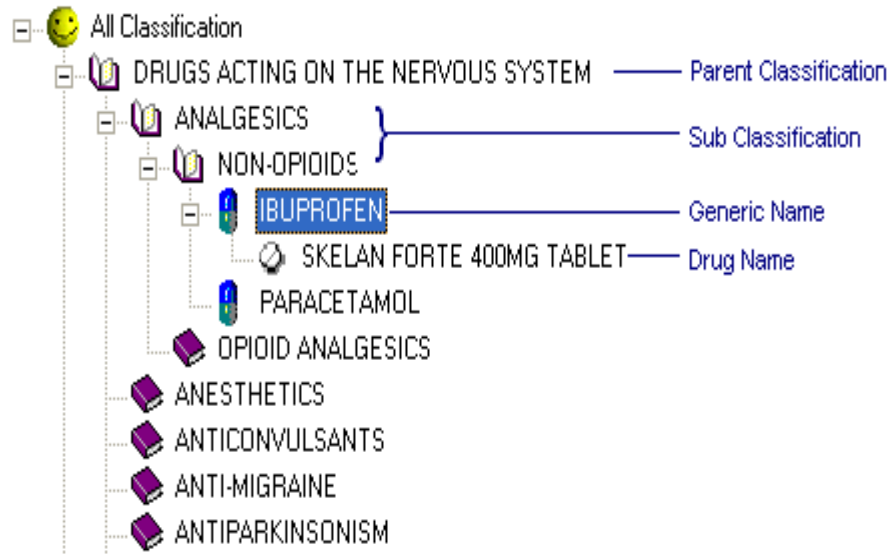 All Classification
DRUGS ACTING ON THE NERVOUS SYSTEM Parent Classification
ANALGESICS
Sub Classification
NON-OPIOIDS
IBUPROFEN Generic Name
SKELAN FORTE 400MG TABLET Drug Name
PARACETAMOL
OPIOID ANALGESICS
ANESTHETICS
ANTICONVULSANTS
ANTI-MIGRAINE
ANTIPARKINSONISM